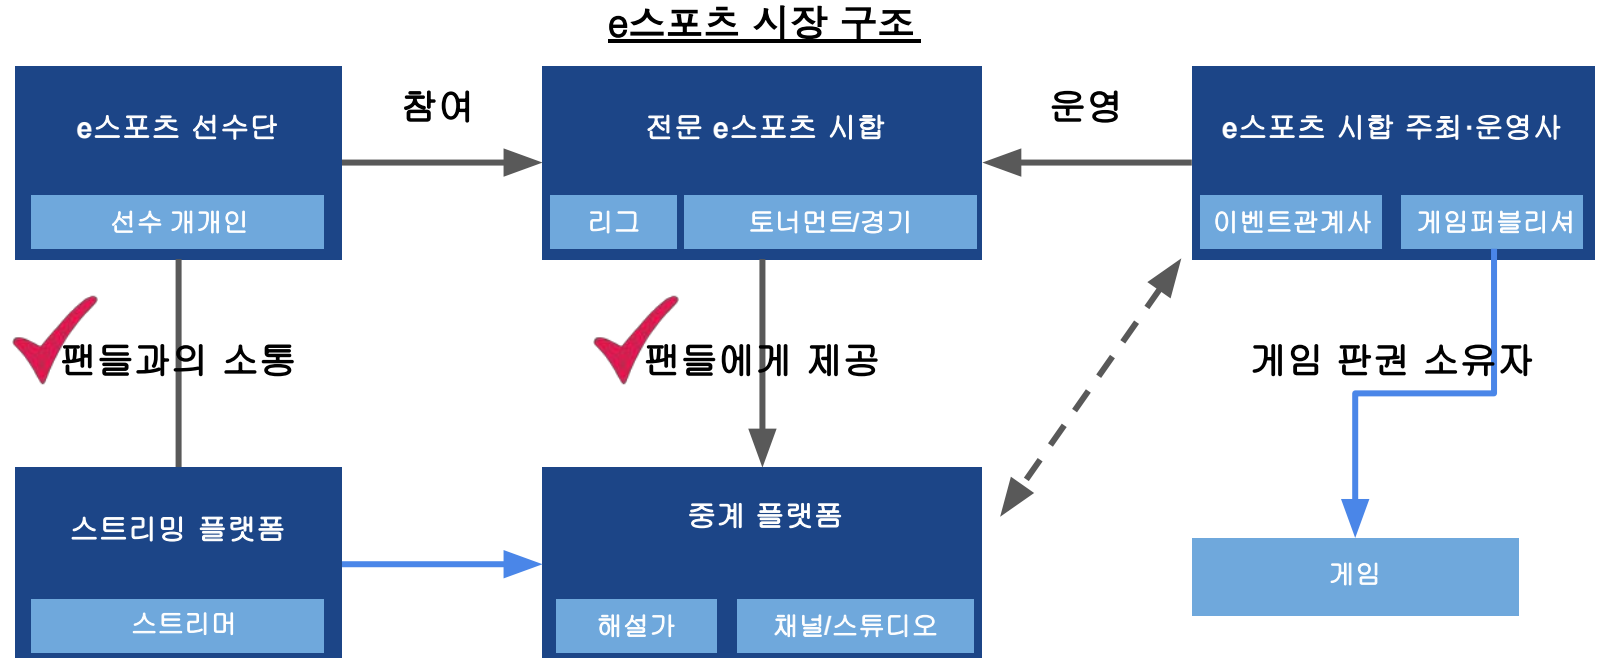 e스포츠 시장 구조
참여
운영
e스포츠 선수단
전문 e스포츠 시합
e스포츠 시합 주최·운영사
선수 개개인
리그
토너먼트/경기
이벤트관계사
게임퍼블리셔
팬들과의 소통
팬들에게 제공
게임 판권 소유자
스트리밍 플랫폼
중계 플랫폼
게임
스트리머
해설가
채널/스튜디오